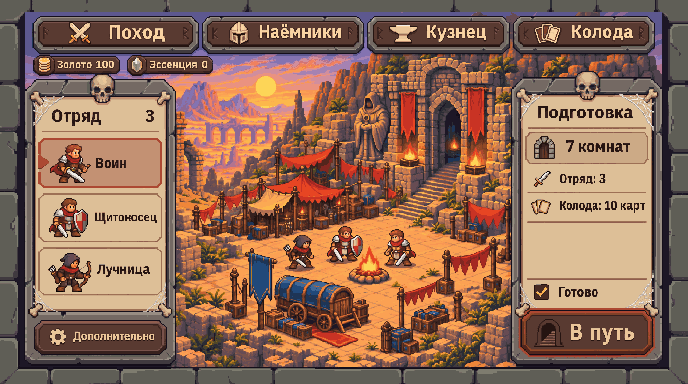 Поход
Наёмники
Кузнец
Колода
Золото 100
Эссенция 0
Отряд 3
Воин
Щитоносец
Лучница
Дополнительно
Подготовка
7 комнат
Отряд: 3
Колода: 10 карт
Готово
В путь